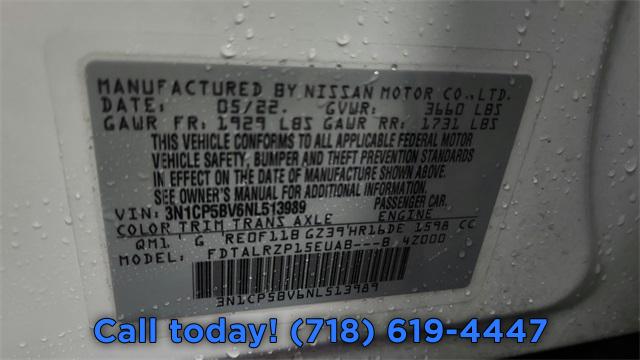 MANUFACTURED BY NISSAN MOTOR CO.,LTD.
DATE: 05/22. GVWR: 3660 LBS
GAWR FR: 1929 LBS GAWR RR: 1731 LBS
THIS VEHICLE CONFORMS TO ALL APPLICABLE FEDERAL MOTOR
VEHICLE SAFETY, BUMPER AND THEFT PREVENTION STANDARDS
IN EFFECT ON THE DATE OF MANUFACTURE SHOWN ABOVE.
SEE OWNER'S MANUAL FOR ADDITIONAL INFORMATION
VIN: 3N1CP5BV6NL513989 PASSENGER CAR.
COLOR TRIM TRANS AXLE ENGINE
QM1 G RE0F11B GZ39 HR16DE 1598 CC
MODEL: FDTALRZP15EUAB---B 4Z000
3N1CP5BV6NL513989
Call today! (718) 619-4447